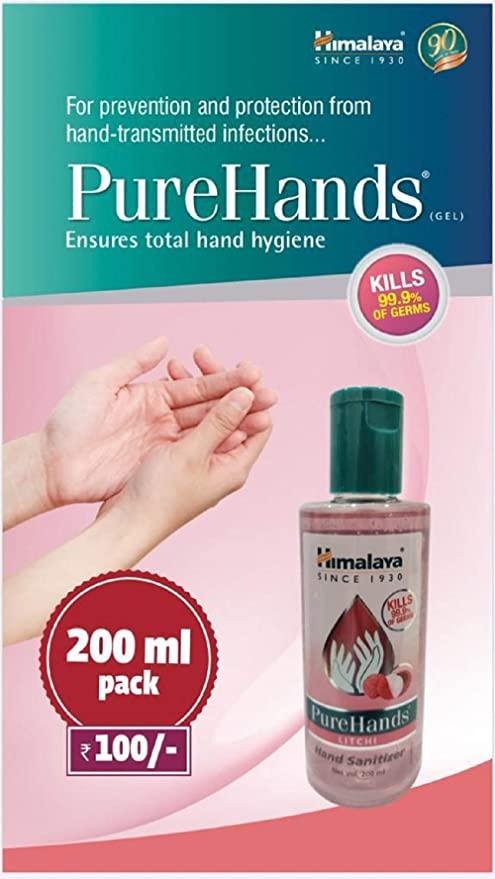 Himalaya
SINCE 1930
90
For prevention and protection from
hand-transmitted infections...
PureHands® (GEL)
Ensures total hand hygiene
KILLS
99.9%
OF GERMS
Himalaya
SINCE 1930
KILLS
99.9%
OF GERMS
200 ml
pack
₹ 100/-
PureHands
LITCHI
Hand Sanitizer
Net. Vol. 200 ml